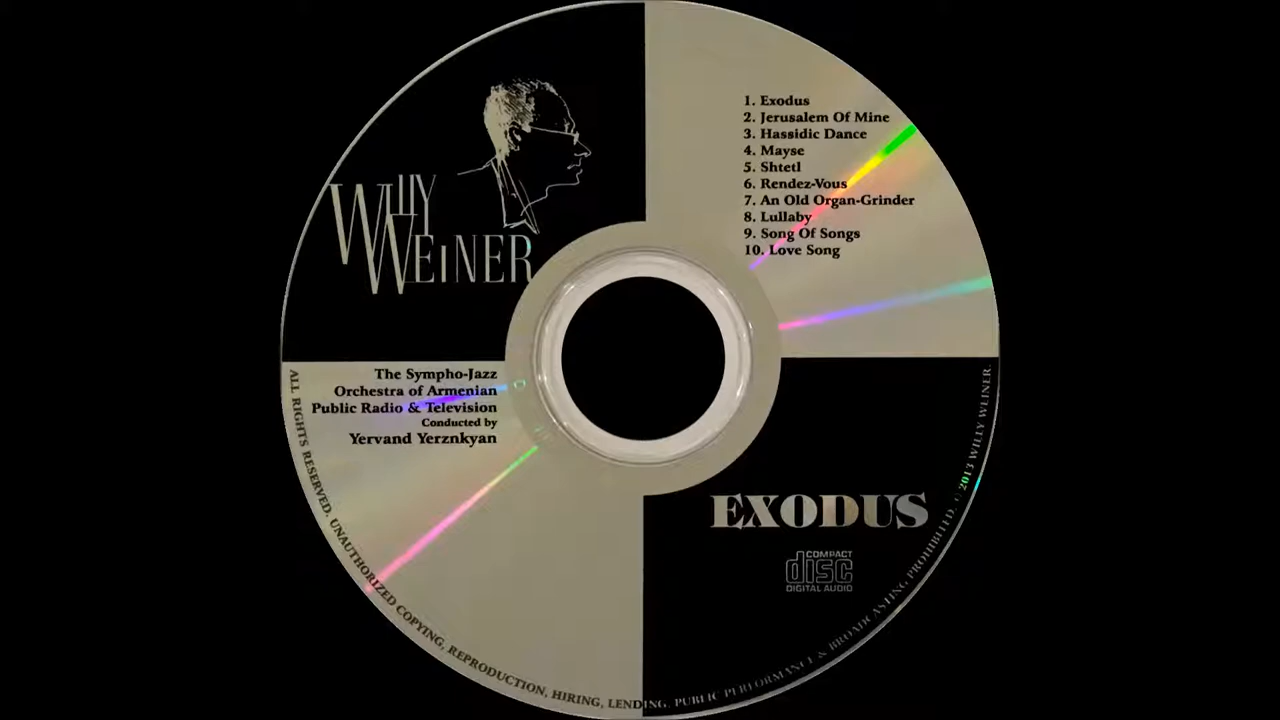 WILLY
WEINER
1. Exodus
2. Jerusalem Of Mine
3. Hassidic Dance
4. Mayse
5. Shtetl
6. Rendez-Vous
7. An Old Organ-Grinder
8. Lullaby
9. Song Of Songs
10. Love Song
The Sympho-Jazz
Orchestra of Armenian
Public Radio & Television
Conducted by
Yervand Yerznkyan
EXODUS
COMPACT
disc
DIGITAL AUDIO
ALL RIGHTS RESERVED. UNAUTHORIZED COPYING, REPRODUCTION, HIRING, LENDING, PUBLIC PERFORMANCE & BROADCASTING PROHIBITED. © 2013 WILLY WEINER.